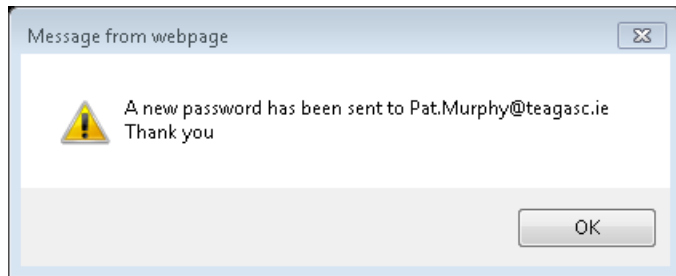 Message from webpage
A new password has been sent to Pat.Murphy@teagasc.ie
Thank you
OK